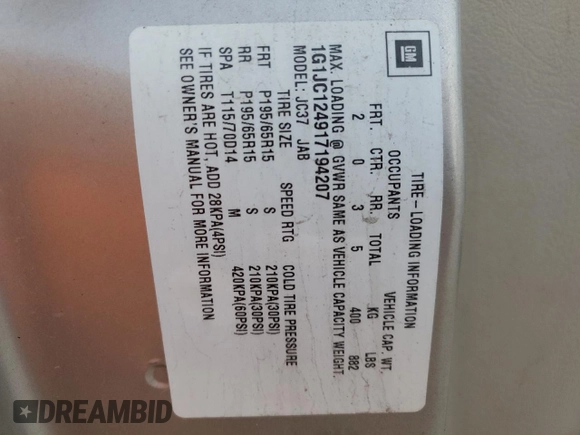 GM
TIRE-LOADING INFORMATION
OCCUPANTS VEHICLE CAP. WT.
FRT. CTR. RR. TOTAL KG LBS
2 0 3 5 400 882
MAX. LOADING @ GVWR SAME AS VEHICLE CAPACITY WEIGHT.
1G1JC124917194207
MODEL: JC37 JAB
TIRE SIZE SPEED RTG COLD TIRE PRESSURE
FRT P195/65R15 S 210KPA(30PSI)
RR P195/65R15 S 210KPA(30PSI)
SPA T115/70D14 M 420KPA(60PSI)
IF TIRES ARE HOT, ADD 28KPA(4PSI)
SEE OWNER'S MANUAL FOR MORE INFORMATION
DREAMBID